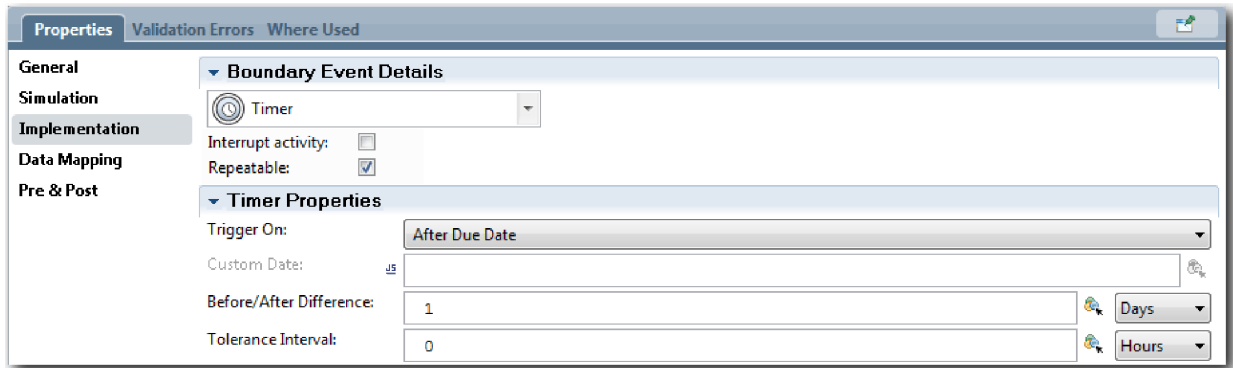 Properties Validation Errors Where Used
General
Simulation
Implementation
Data Mapping
Pre & Post
Boundary Event Details
Timer
Interrupt activity:
Repeatable:
Timer Properties
Trigger On: After Due Date
Custom Date: JS
Before/After Difference: 1 Days
Tolerance Interval: 0 Hours